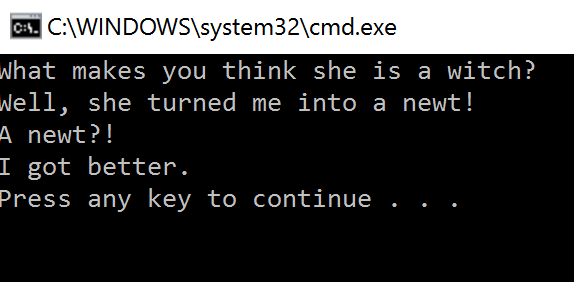 C:\WINDOWS\system32\cmd.exe
What makes you think she is a witch?
Well, she turned me into a newt!
A newt?!
I got better.
Press any key to continue . . .